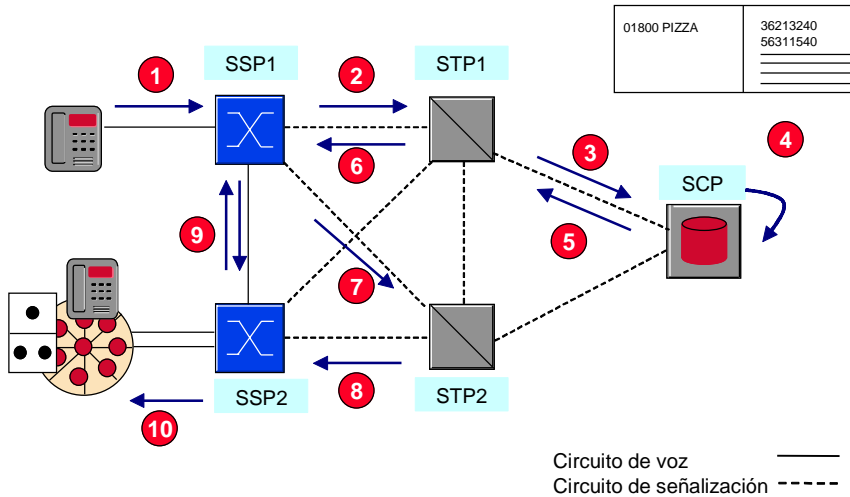 01800 PIZZA
36213240
56311540
SSP1
STP1
1
2
3
4
6
SCP
5
9
7
8
SSP2
STP2
10
Circuito de voz
Circuito de señalización